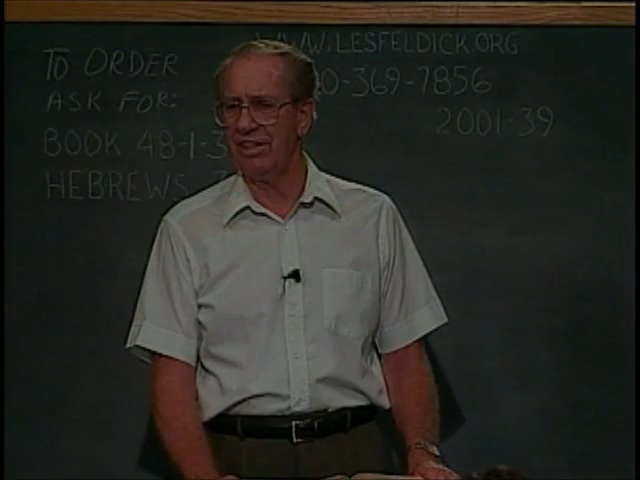 WWW.LESFELDICK.ORG
TO ORDER
0-369-7856
ASK FOR:
2001-39
BOOK 48-1-3
HEBREWS